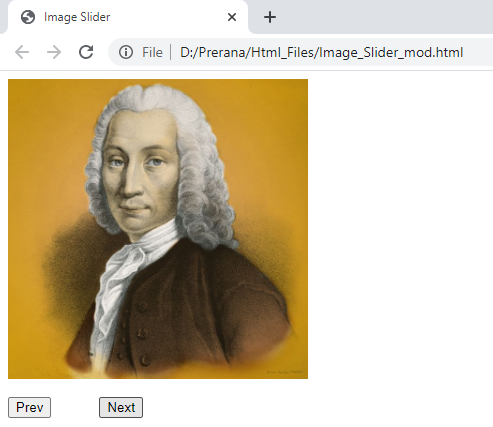 Image Slider
File | D:/Prerana/Html_Files/Image_Slider_mod.html
Prev Next